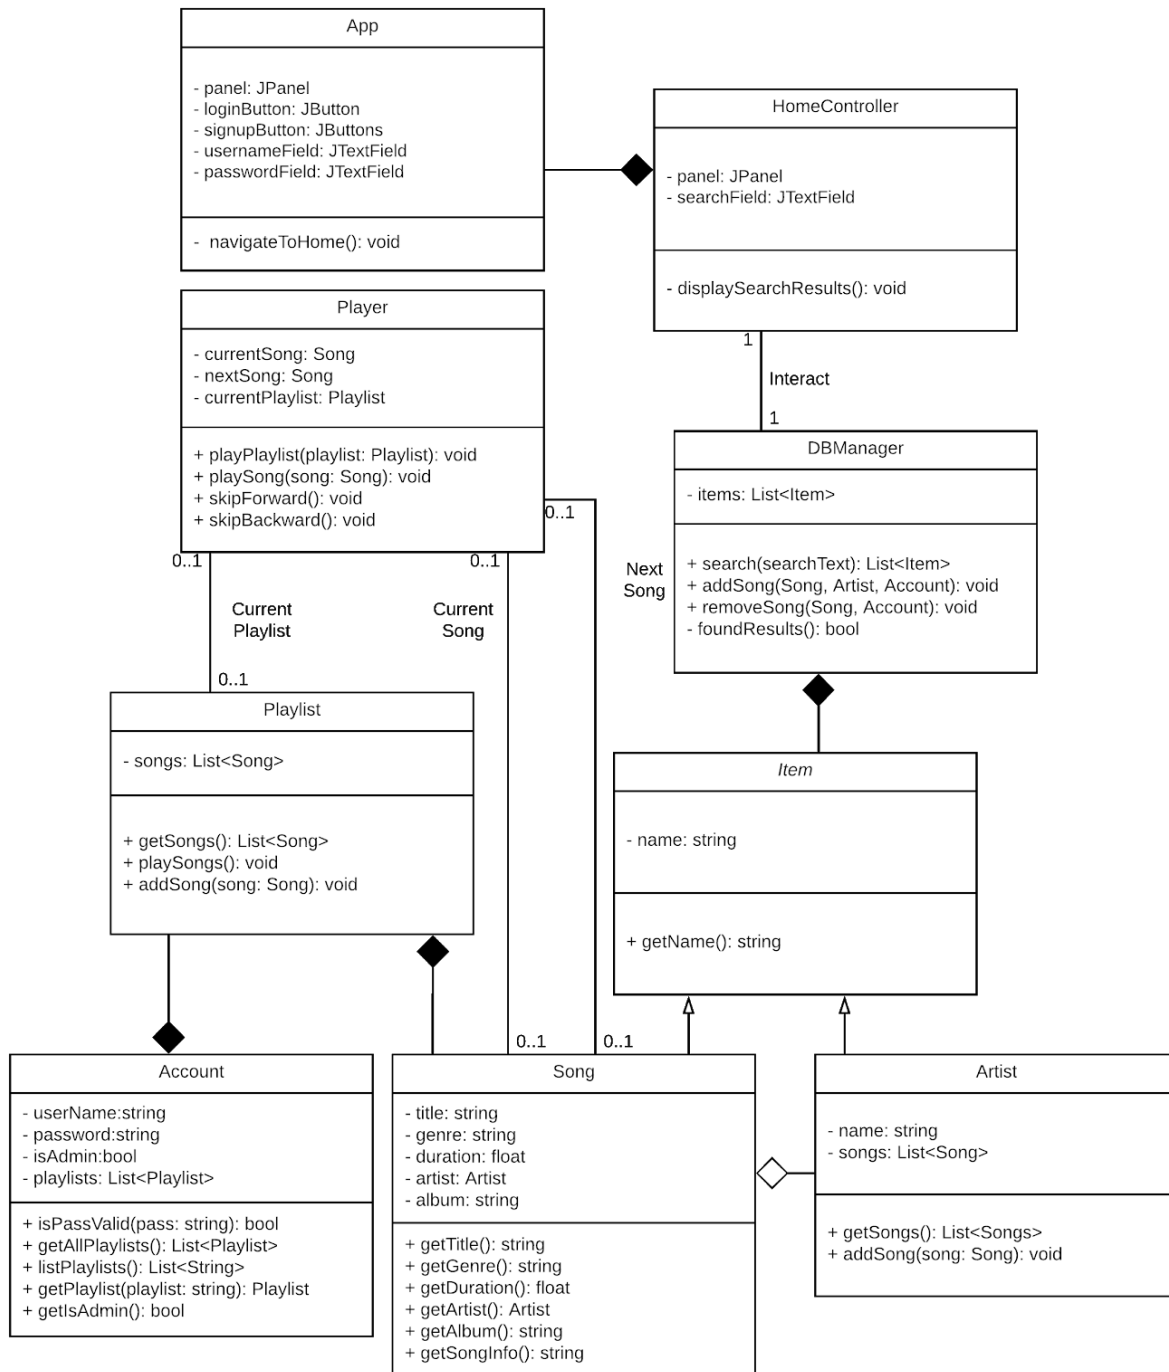 App
- panel: JPanel
- loginButton: JButton
- signupButton: JButtons
- usernameField: JTextField
- passwordField: JTextField
- navigateToHome(): void
HomeController
- panel: JPanel
- searchField: JTextField
- displaySearchResults(): void
1
Interact
1
Player
- currentSong: Song
- nextSong: Song
- currentPlaylist: Playlist
+ playPlaylist(playlist: Playlist): void
+ playSong(song: Song): void
+ skipForward(): void
+ skipBackward(): void
0..1
0..1
0..1
Current
Playlist
Current
Song
Next
Song
0..1
DBManager
- items: List<Item>
+ search(searchText): List<Item>
+ addSong(Song, Artist, Account): void
+ removeSong(Song, Account): void
- foundResults(): bool
Playlist
- songs: List<Song>
+ getSongs(): List<Song>
+ playSongs(): void
+ addSong(song: Song): void
Item
- name: string
+ getName(): string
0..1
0..1
Account
- userName:string
- password:string
- isAdmin:bool
- playlists: List<Playlist>
+ isPassValid(pass: string): bool
+ getAllPlaylists(): List<Playlist>
+ listPlaylists(): List<String>
+ getPlaylist(playlist: string): Playlist
+ getIsAdmin(): bool
Song
- title: string
- genre: string
- duration: float
- artist: Artist
- album: string
+ getTitle(): string
+ getGenre(): string
+ getDuration(): float
+ getArtist(): Artist
+ getAlbum(): string
+ getSongInfo(): string
Artist
- name: string
- songs: List<Song>
+ getSongs(): List<Songs>
+ addSong(song: Song): void